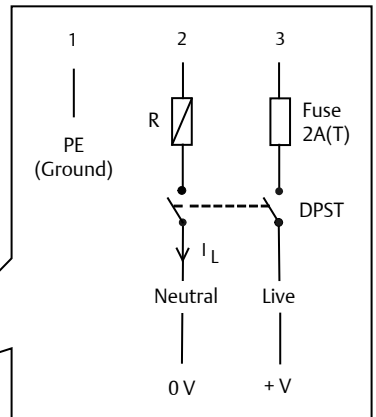 1 2 3
R
Fuse
2A(T)
PE
(Ground)
DPST
I L
Neutral Live
0 V + V